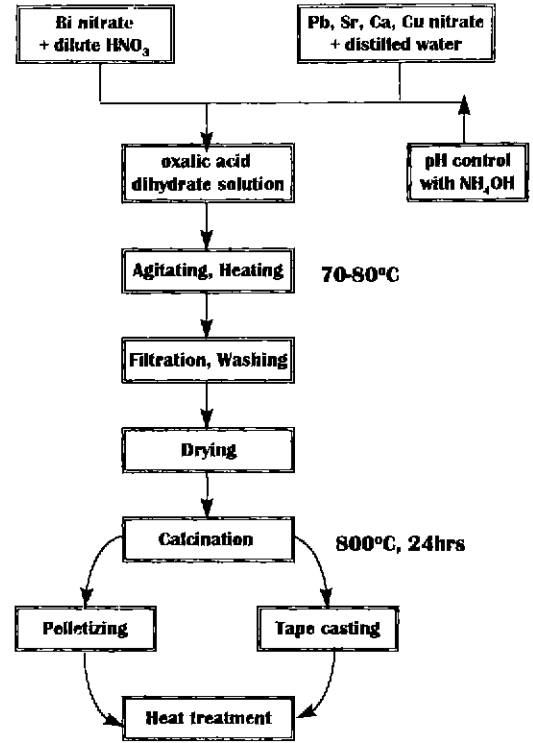 Bi nitrate
+ dilute HNO₃
Pb, Sr, Ca, Cu nitrate
+ distilled water
oxalic acid
dihydrate solution
pH control
with NH₄OH
Agitating, Heating
70-80°C
Filtration, Washing
Drying
Calcination
800°C, 24hrs
Pelletizing
Tape casting
Heat treatment